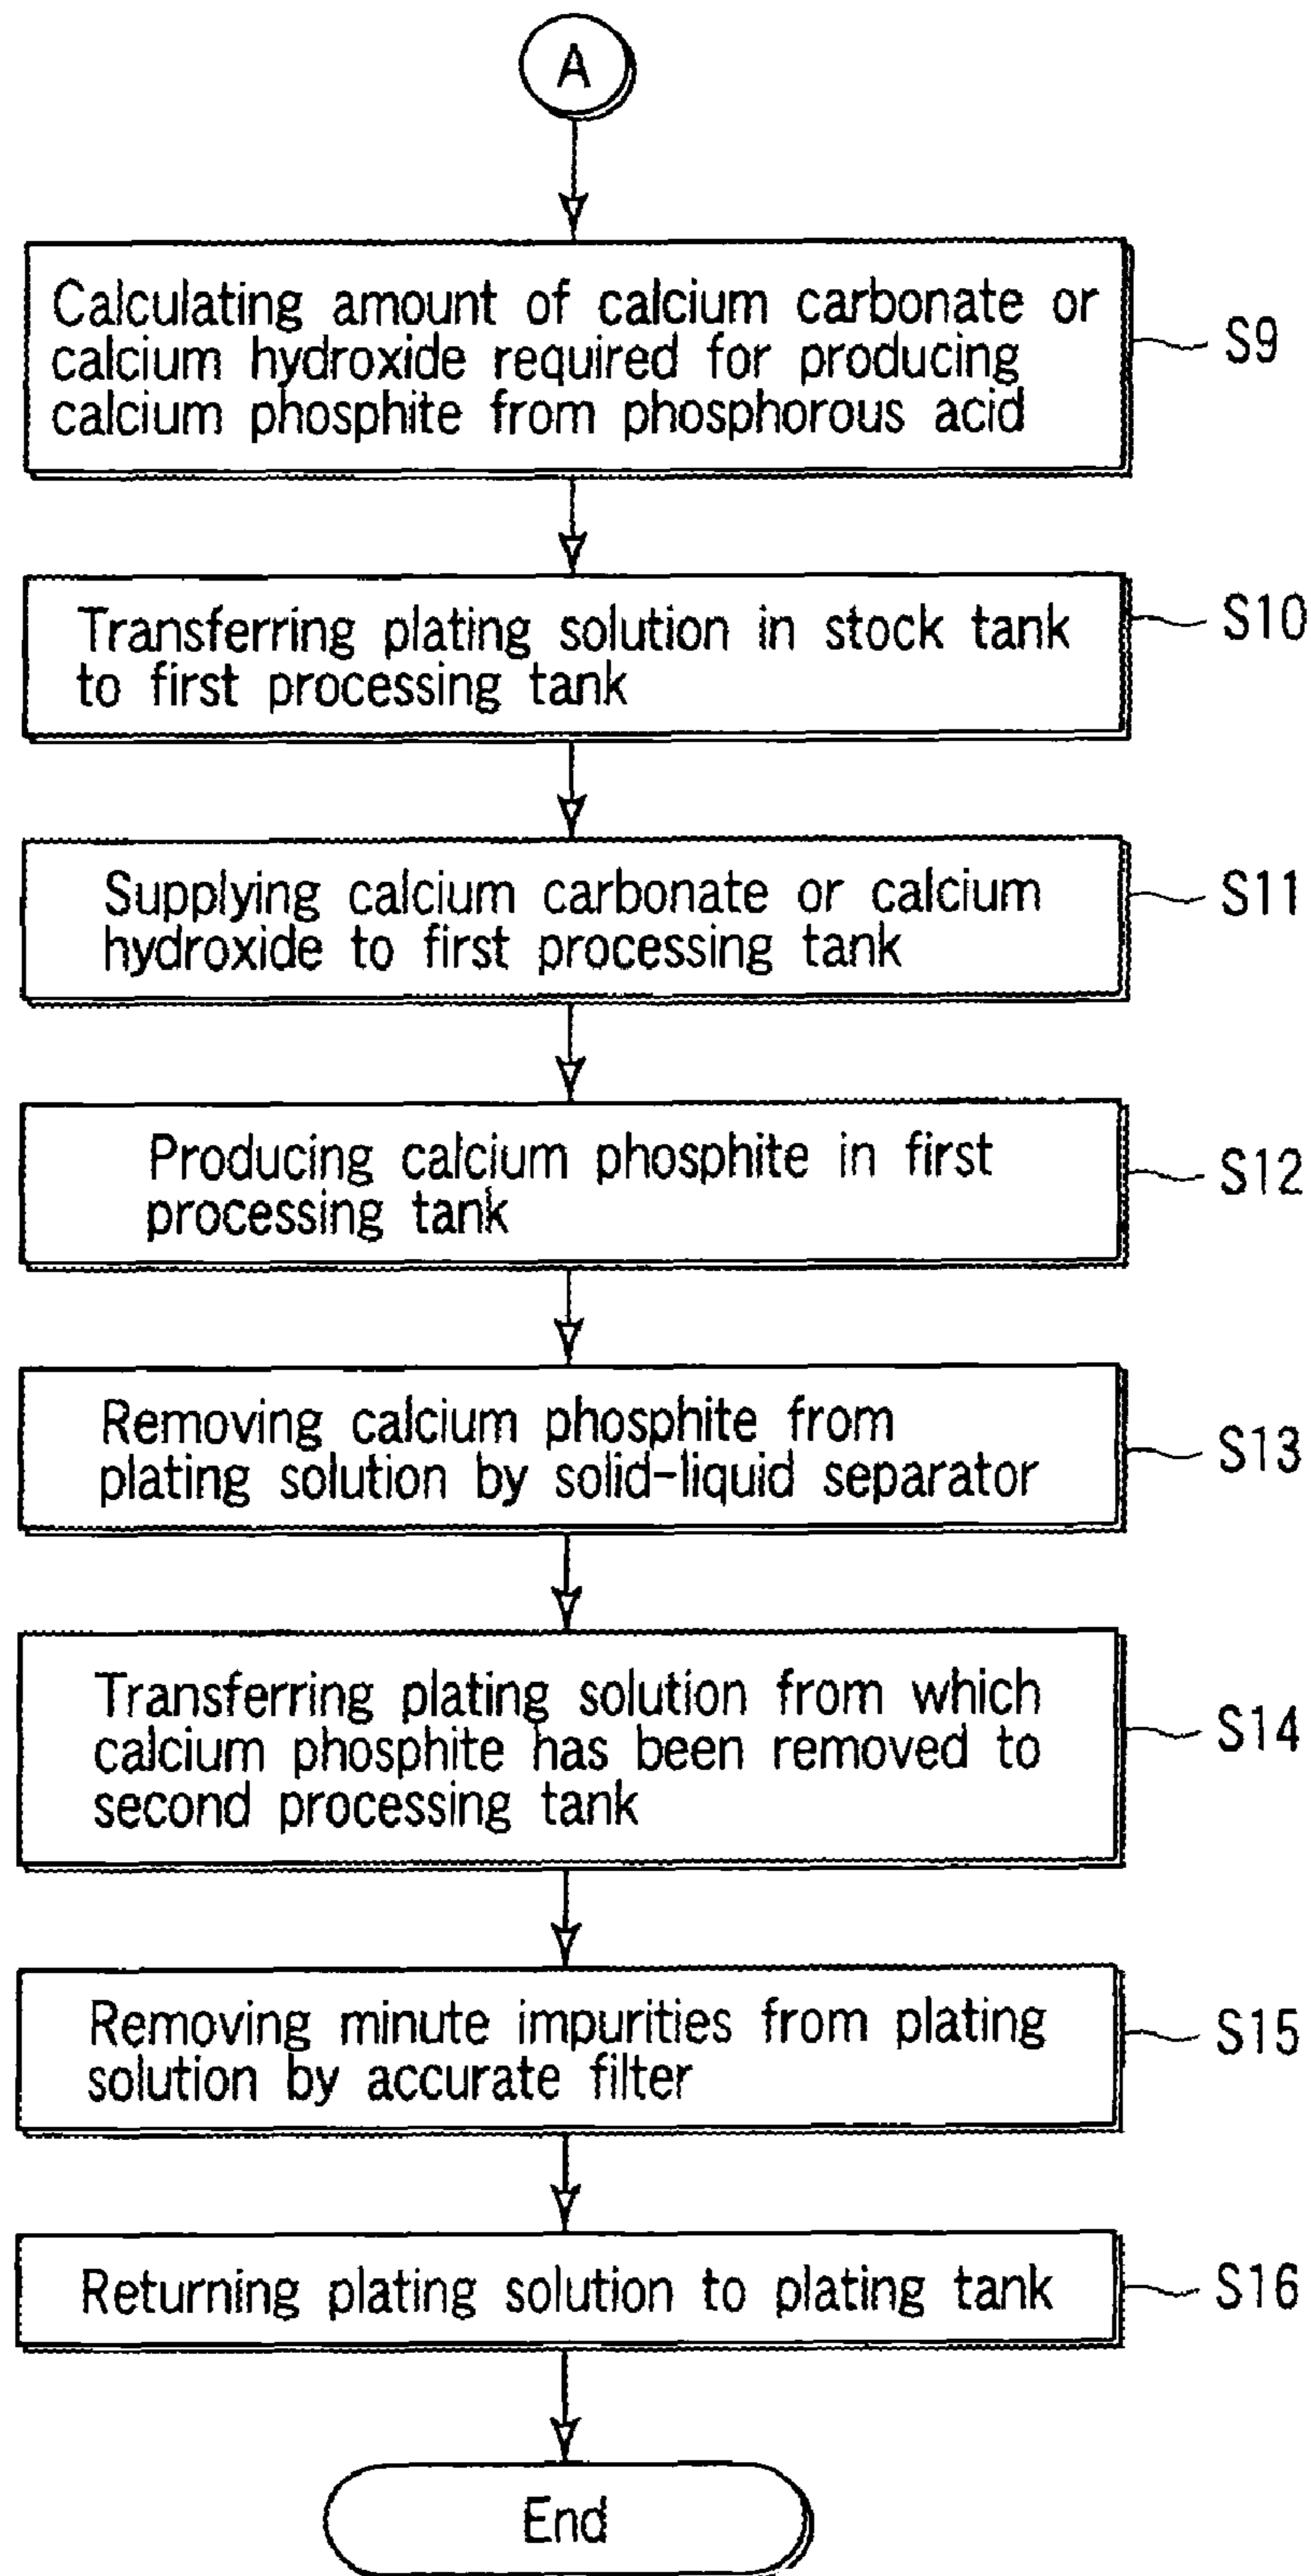 A
Calculating amount of calcium carbonate or
calcium hydroxide required for producing
calcium phosphite from phosphorous acid
S9
Transferring plating solution in stock tank
to first processing tank
S10
Supplying calcium carbonate or calcium
hydroxide to first processing tank
S11
Producing calcium phosphite in first
processing tank
S12
Removing calcium phosphite from
plating solution by solid-liquid separator
S13
Transferring plating solution from which
calcium phosphite has been removed to
second processing tank
S14
Removing minute impurities from plating
solution by accurate filter
S15
Returning plating solution to plating tank
S16
End